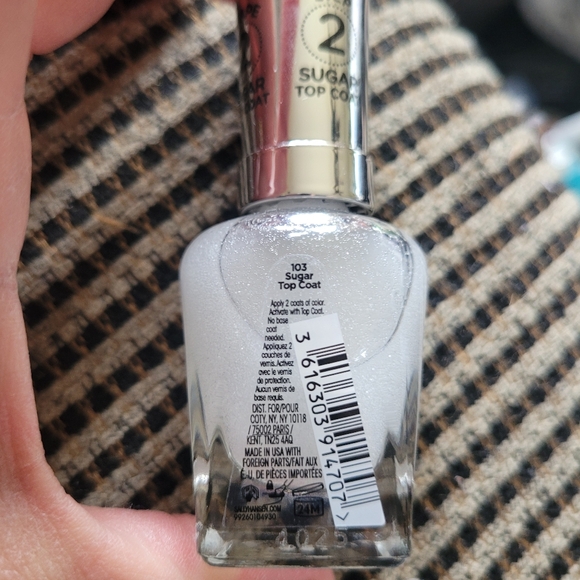 2
SUGAR
TOP COAT
103
Sugar
Top Coat
Apply 2 coats of color.
Activate with Top Coat.
No base
coat
needed.
Appliquez 2
couches de
vernis. Activez
avec le vernis
de protection.
Aucun vernis de
base requis.
DIST. FOR/POUR
COTY, NY, NY 10118
/ 75002 PARIS /
KENT, TN25 4AQ
MADE IN USA WITH
FOREIGN PARTS/FAIT AUX
É.-U. DE PIÈCES IMPORTÉES
24M
SALLYHANSEN.COM
99260104930
3 616303 914707 >